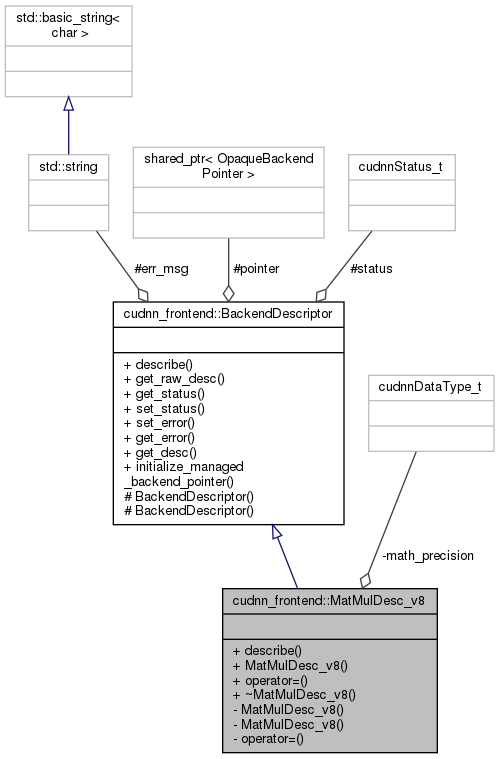 std::basic_string<
char >
std::string
shared_ptr< OpaqueBackend
Pointer >
cudnnStatus_t
#err_msg
#pointer
#status
cudnn_frontend::BackendDescriptor
+ describe()
+ get_raw_desc()
+ get_status()
+ set_status()
+ set_error()
+ get_error()
+ get_desc()
+ initialize_managed
_backend_pointer()
# BackendDescriptor()
# BackendDescriptor()
cudnnDataType_t
-math_precision
cudnn_frontend::MatMulDesc_v8
+ describe()
+ MatMulDesc_v8()
+ operator=()
+ ~MatMulDesc_v8()
- MatMulDesc_v8()
- MatMulDesc_v8()
- operator=()